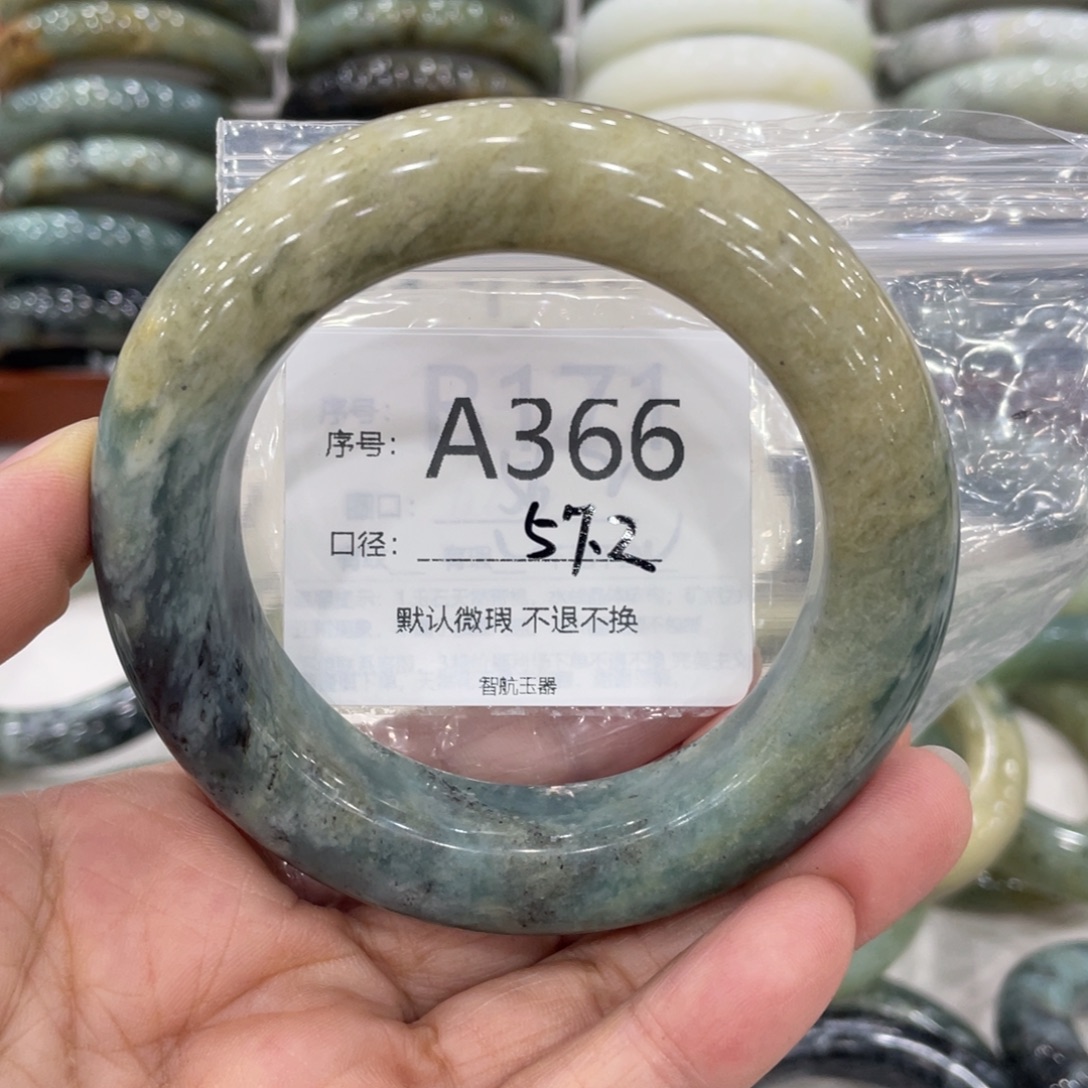 序号：A366
口径：57.2
默认微瑕 不退不换
智航玉器